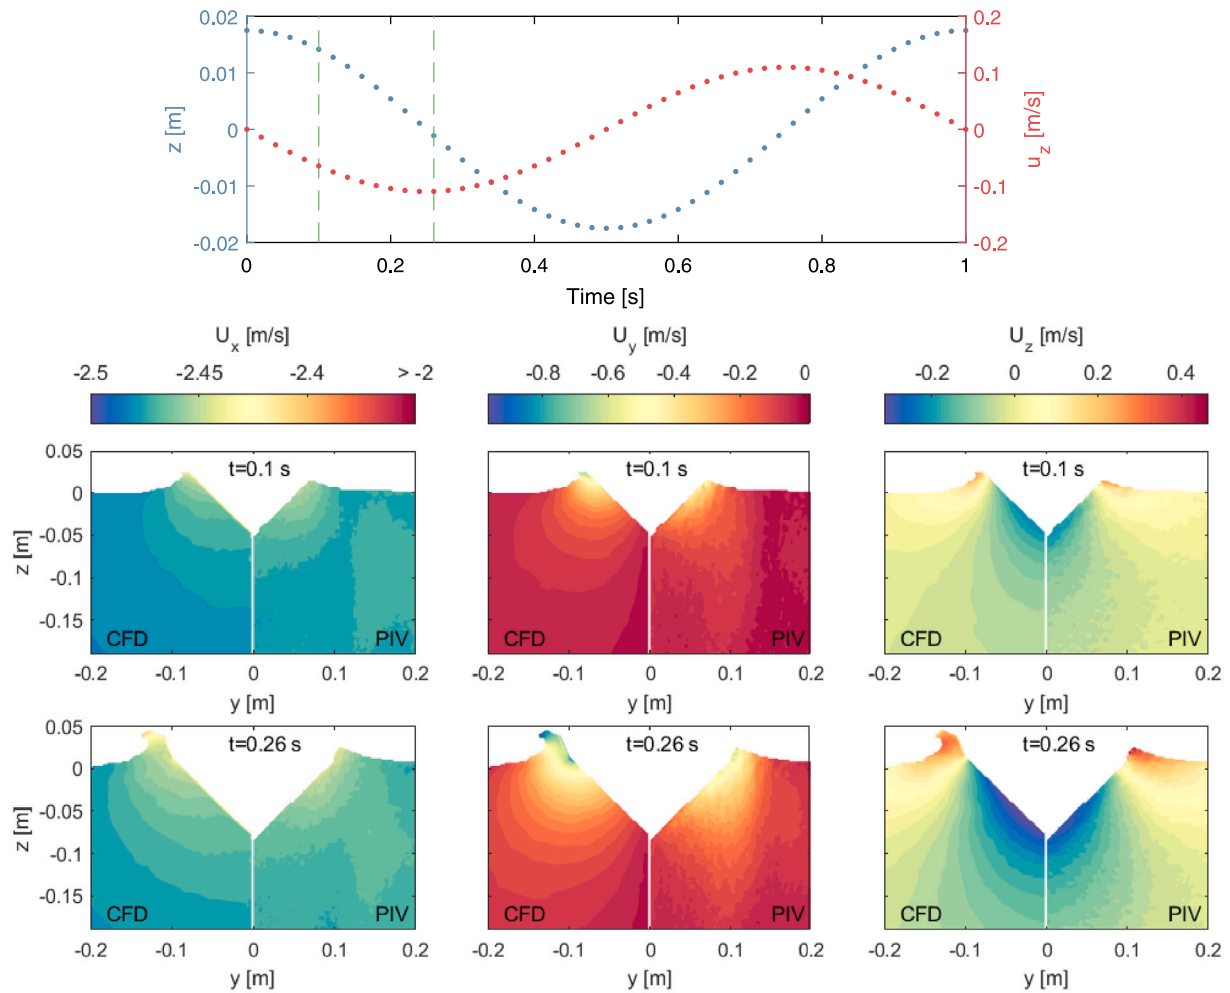 0.02 0.2
0.01 0.1
0 0
-0.01 -0.1
-0.02 -0.2
z [m]
u_z [m/s]
0 0.2 0.4 0.6 0.8 1
Time [s]
U_x [m/s] U_y [m/s] U_z [m/s]
-2.5 -2.45 -2.4 > -2 -0.8 -0.6 -0.4 -0.2 0 -0.2 0 0.2 0.4
0.05 t=0.1 s t=0.1 s t=0.1 s
0
-0.05
z [m]
-0.1
-0.15
CFD PIV CFD PIV CFD PIV
-0.2 -0.1 0 0.1 0.2 -0.2 -0.1 0 0.1 0.2 -0.2 -0.1 0 0.1 0.2
y [m] y [m] y [m]
0.05 t=0.26 s t=0.26 s t=0.26 s
0
-0.05
z [m]
-0.1
-0.15
CFD PIV CFD PIV CFD PIV
-0.2 -0.1 0 0.1 0.2 -0.2 -0.1 0 0.1 0.2 -0.2 -0.1 0 0.1 0.2
y [m] y [m] y [m]